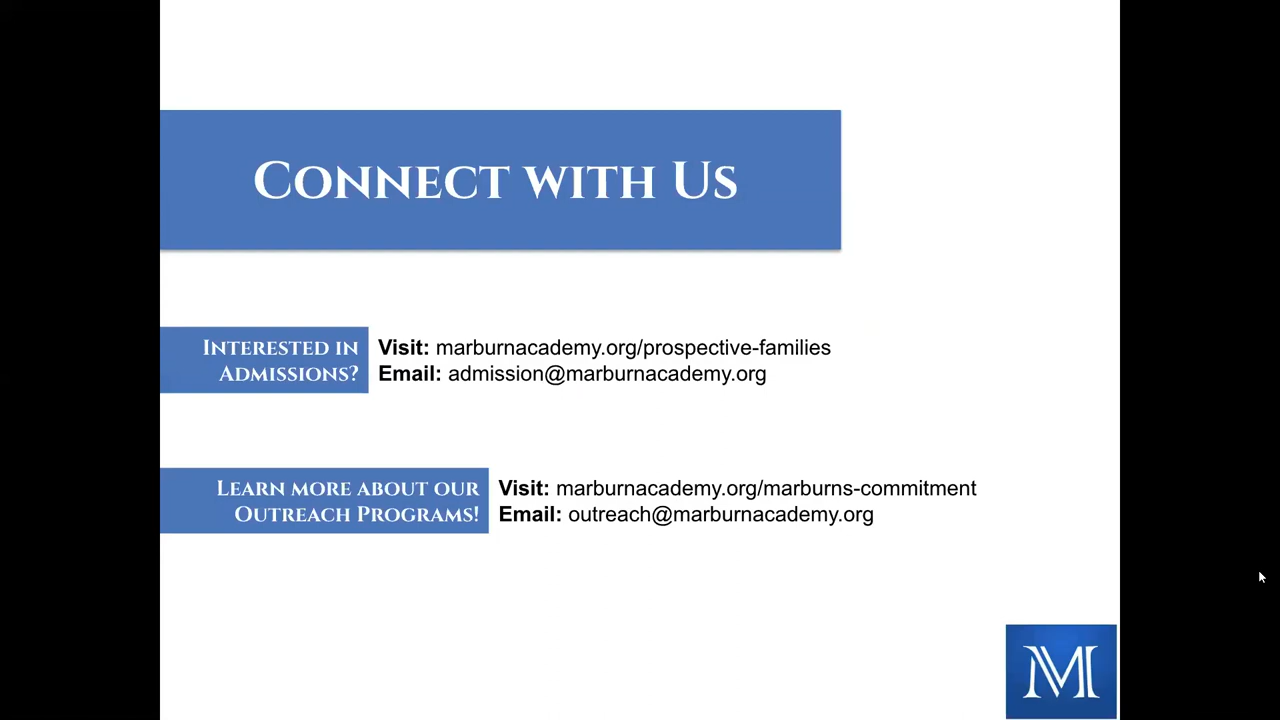 Connect with Us
Interested in
Admissions?
Visit: marburnacademy.org/prospective-families
Email: admission@marburnacademy.org
Learn more about our
Outreach Programs!
Visit: marburnacademy.org/marburns-commitment
Email: outreach@marburnacademy.org
M